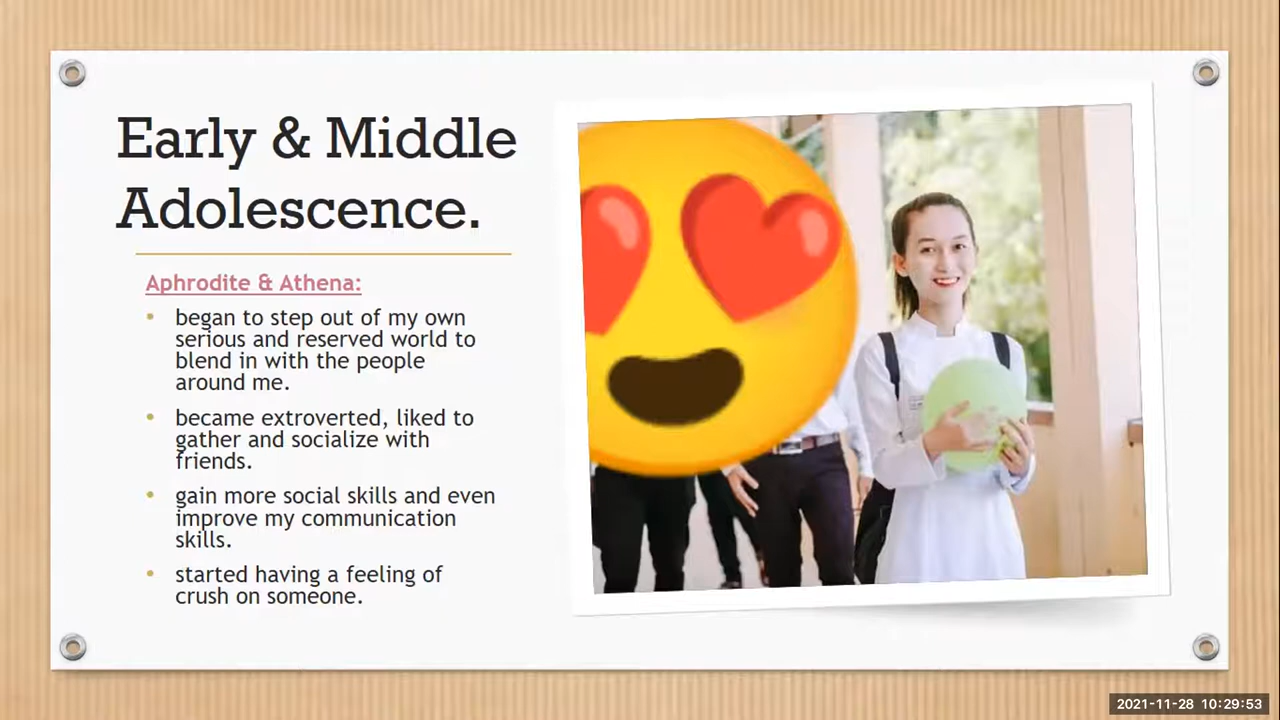 Early & Middle
Adolescence.
Aphrodite & Athena:
• began to step out of my own
serious and reserved world to
blend in with the people
around me.
• became extroverted, liked to
gather and socialize with
friends.
• gain more social skills and even
improve my communication
skills.
• started having a feeling of
crush on someone.
2021-11-28 10:29:53